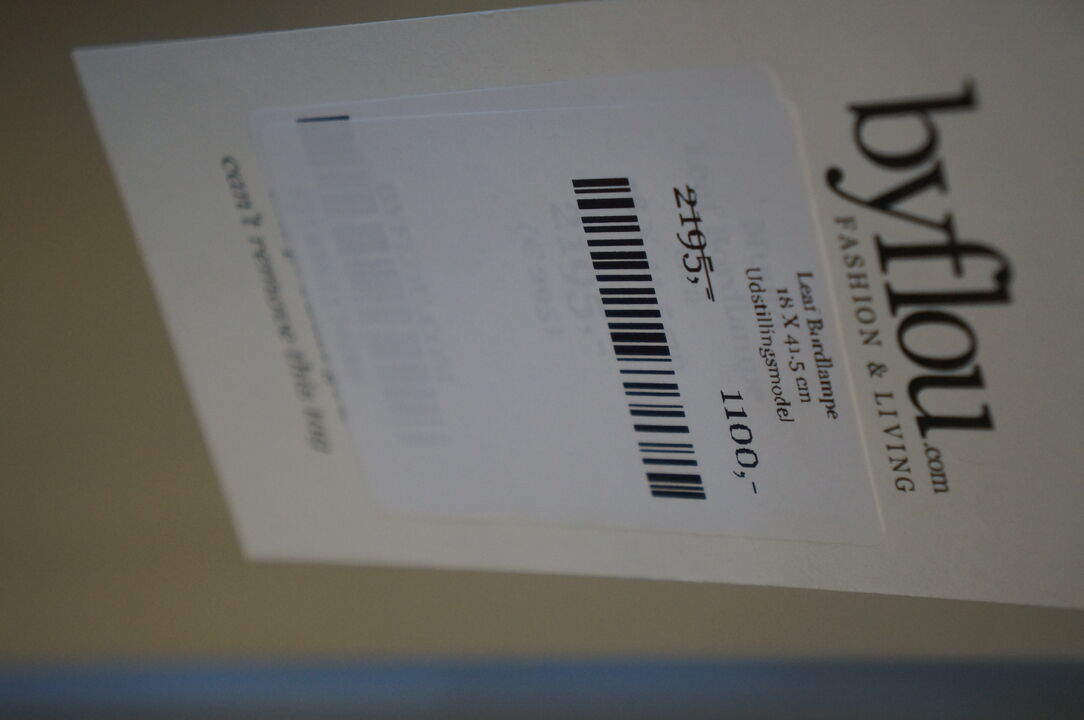 byflou.com
FASHION & LIVING
Leaf Bordlampe
18 X 41.5 cm
Udstillingsmodel
2195,- 1100,-
can't remove this tag